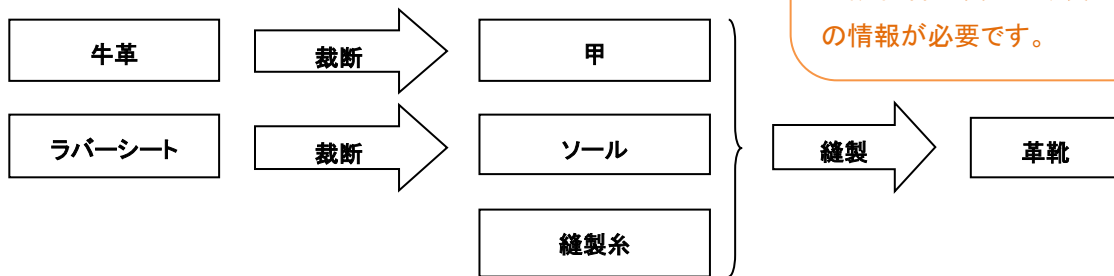 の情報が必要です。
牛革
裁断
甲
ラバーシート
裁断
ソール
縫製
革靴
縫製糸